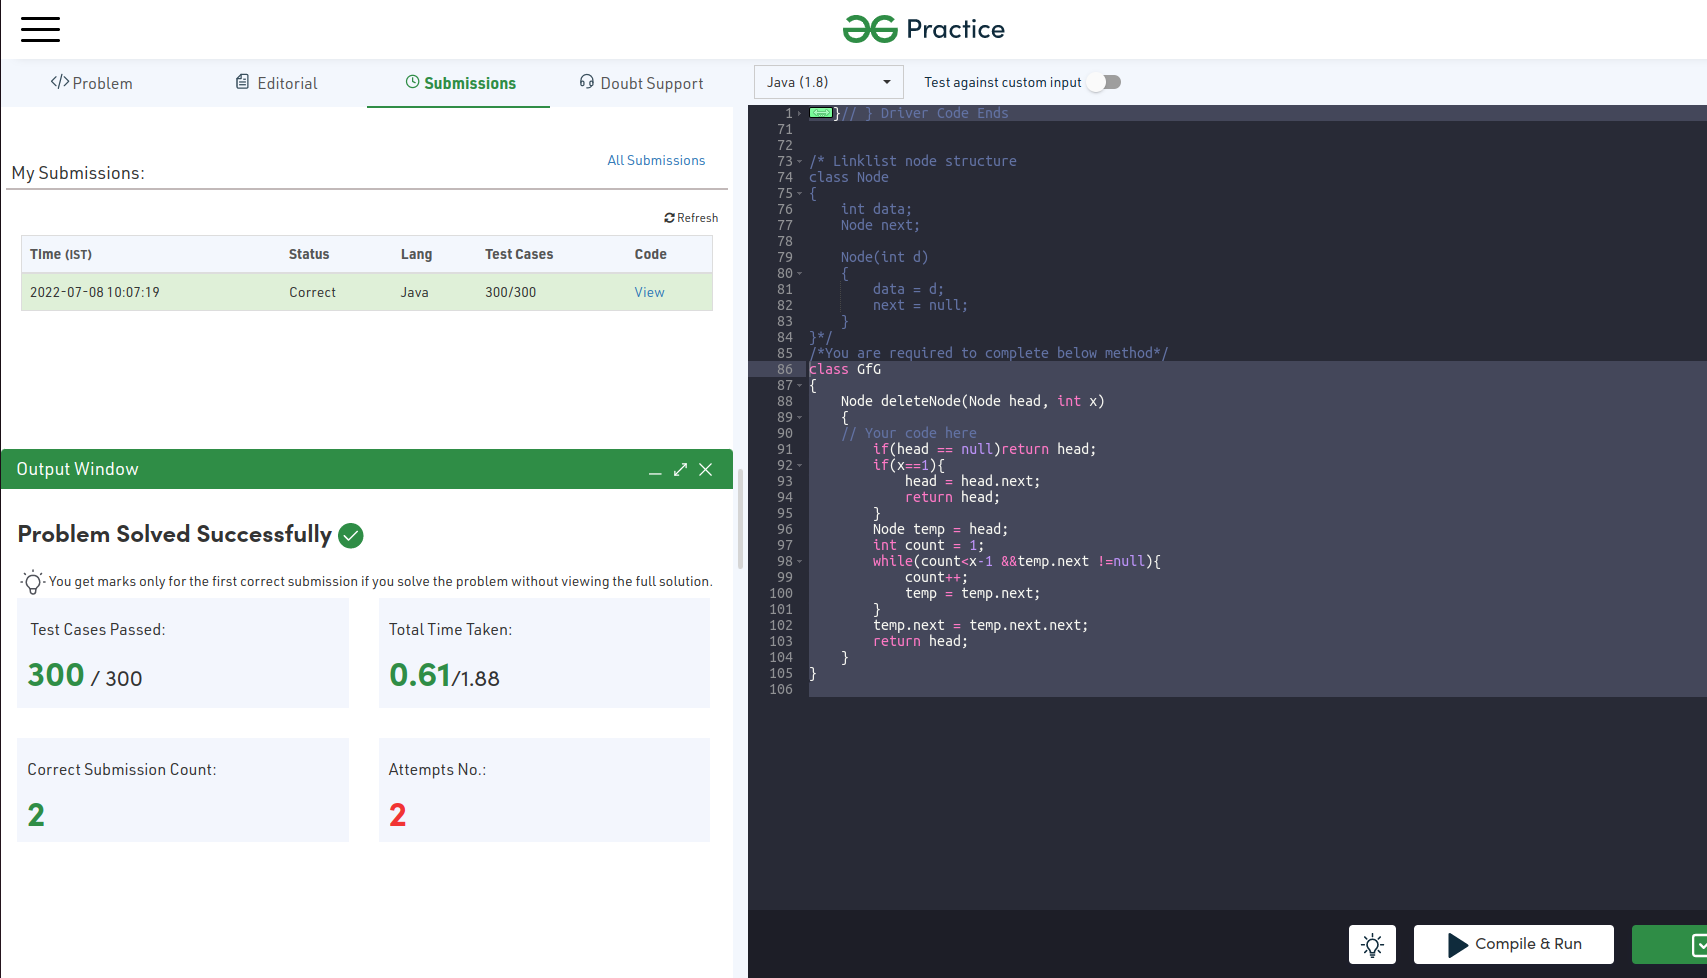 Practice
</> Problem
Editorial
Submissions
Doubt Support
Java (1.8)
Test against custom input
My Submissions:
All Submissions
Refresh
Time (IST) Status Lang Test Cases Code
2022-07-08 10:07:19 Correct Java 300/300 View
Output Window
Problem Solved Successfully
You get marks only for the first correct submission if you solve the problem without viewing the full solution.
Test Cases Passed:
300 / 300
Total Time Taken:
0.61/1.88
Correct Submission Count:
2
Attempts No.:
2
1 }// } Driver Code Ends
71
72
73 /* Linklist node structure
74 class Node
75 {
76     int data;
77     Node next;
78
79     Node(int d)
80     {
81         data = d;
82         next = null;
83     }
84 }*/
85 /*You are required to complete below method*/
86 class GfG
87 {
88     Node deleteNode(Node head, int x)
89     {
90     // Your code here
91         if(head == null)return head;
92         if(x==1){
93             head = head.next;
94             return head;
95         }
96         Node temp = head;
97         int count = 1;
98         while(count<x-1 &&temp.next !=null){
99             count++;
100             temp = temp.next;
101         }
102         temp.next = temp.next.next;
103         return head;
104     }
105 }
106
Compile & Run